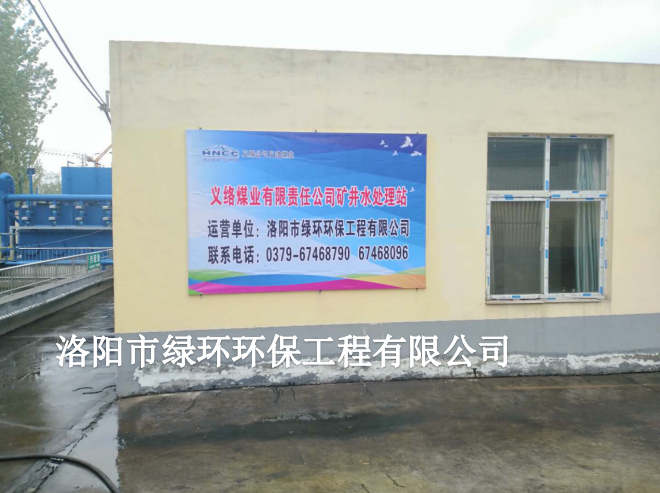 HNCC
义络煤业有限责任公司矿井水处理站
运营单位：洛阳市绿环环保工程有限公司
联系电话：0379-67468790 67468096
洛阳市绿环环保工程有限公司